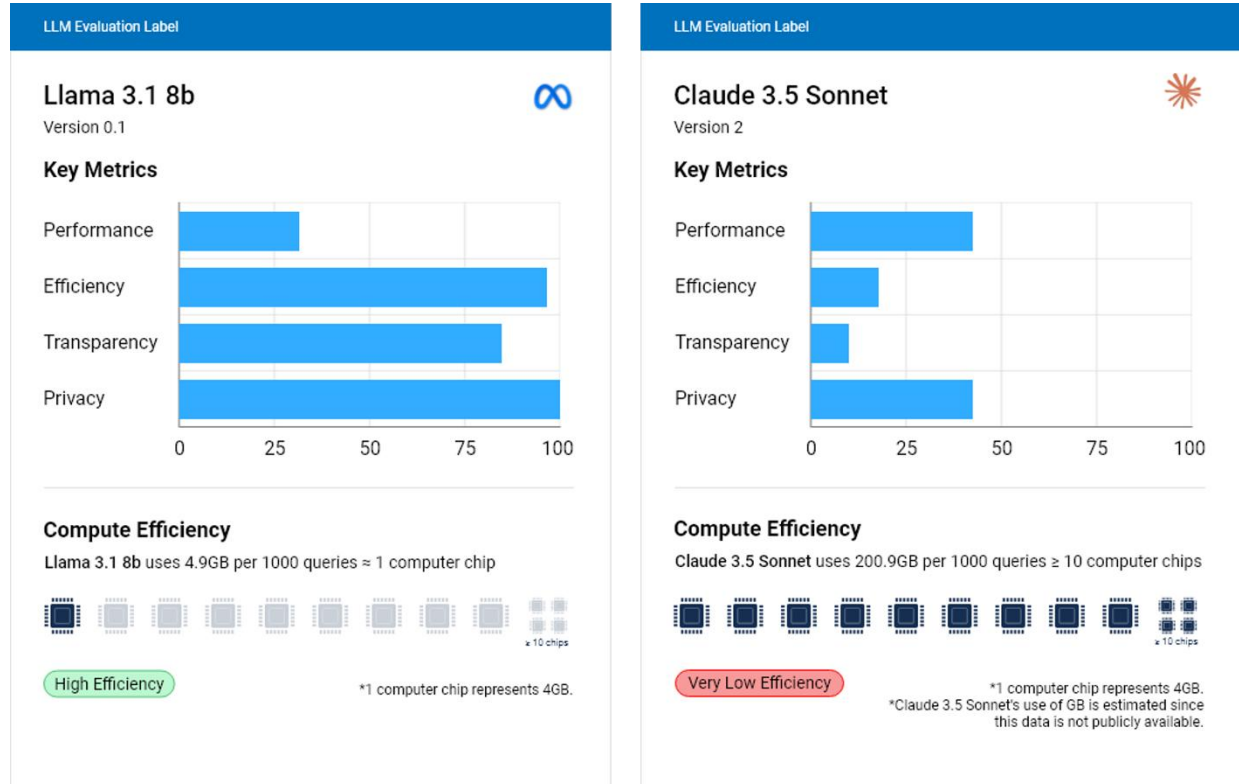 LLM Evaluation Label
Llama 3.1 8b
Version 0.1
Key Metrics
Performance
Efficiency
Transparency
Privacy
0 25 50 75 100
Compute Efficiency
Llama 3.1 8b uses 4.9GB per 1000 queries ≈ 1 computer chip
≥ 10 chips
High Efficiency
*1 computer chip represents 4GB.
LLM Evaluation Label
Claude 3.5 Sonnet
Version 2
Key Metrics
Performance
Efficiency
Transparency
Privacy
0 25 50 75 100
Compute Efficiency
Claude 3.5 Sonnet uses 200.9GB per 1000 queries ≥ 10 computer chips
≥ 10 chips
Very Low Efficiency
*1 computer chip represents 4GB.
*Claude 3.5 Sonnet's use of GB is estimated since
this data is not publicly available.